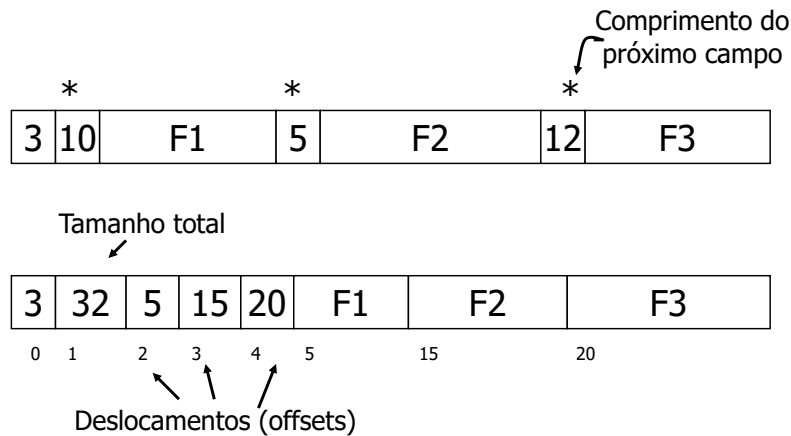 Comprimento do
próximo campo
* * *
3 10 F1 5 F2 12 F3
Tamanho total
3 32 5 15 20 F1 F2 F3
0 1 2 3 4 5 15 20
Deslocamentos (offsets)